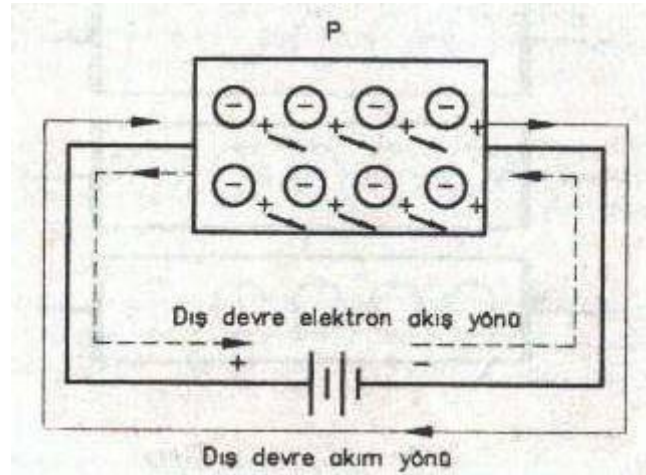 P
- - - -
+ + + +
- - - -
+ + + +
Dış devre elektron akış yönü
+ -
Dış devre akım yönü